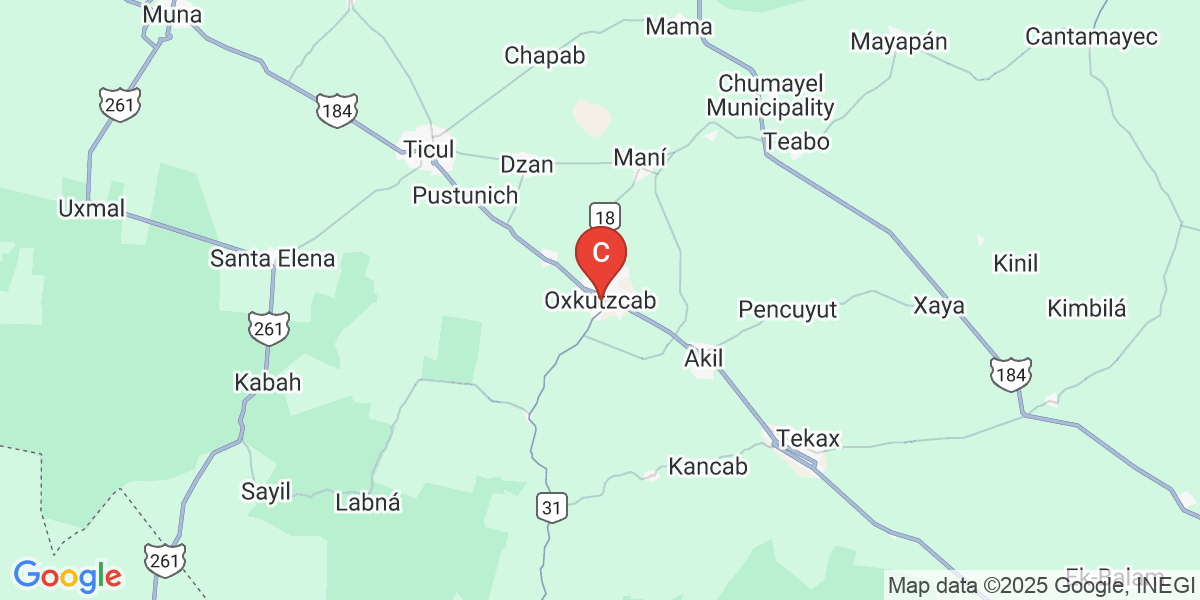 Muna
Mama
Chapab
Mayapán
Cantamayec
Chumayel
Municipality
261
184
Ticul
Dzan
Maní
Teabo
Pustunich
Uxmal
18
Santa Elena
C
Kinil
Oxkutzcab
Pencuyut
Xaya
Kimbilá
261
Akil
Kabah
184
Tekax
Kancab
Sayil
Labná
31
261
Google
Ek-Balam
Map data ©2025 Google, INEGI